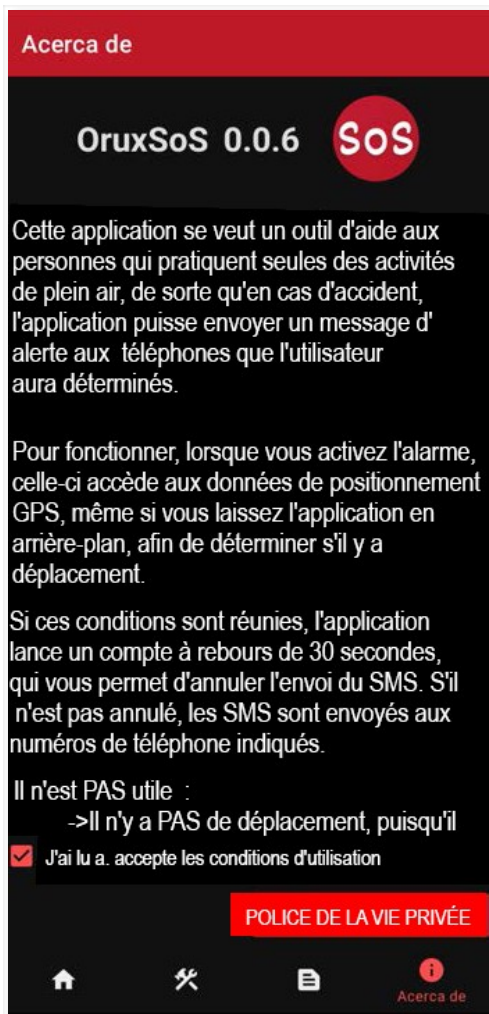 Acerca de
OruxSoS 0.0.6
SoS
Cette application se veut un outil d'aide aux
personnes qui pratiquent seules des activités
de plein air, de sorte qu'en cas d'accident,
l'application puisse envoyer un message d'
alerte aux téléphones que l'utilisateur
aura déterminés.
Pour fonctionner, lorsque vous activez l'alarme,
celle-ci accède aux données de positionnement
GPS, même si vous laissez l'application en
arrière-plan, afin de déterminer s'il y a
déplacement.
Si ces conditions sont réunies, l'application
lance un compte à rebours de 30 secondes,
qui vous permet d'annuler l'envoi du SMS. S'il
n'est pas annulé, les SMS sont envoyés aux
numéros de téléphone indiqués.
Il n'est PAS utile :
->Il n'y a PAS de déplacement, puisqu'il
J'ai lu a. accepte les conditions d'utilisation
POLICE DE LA VIE PRIVÉE
Acerca de